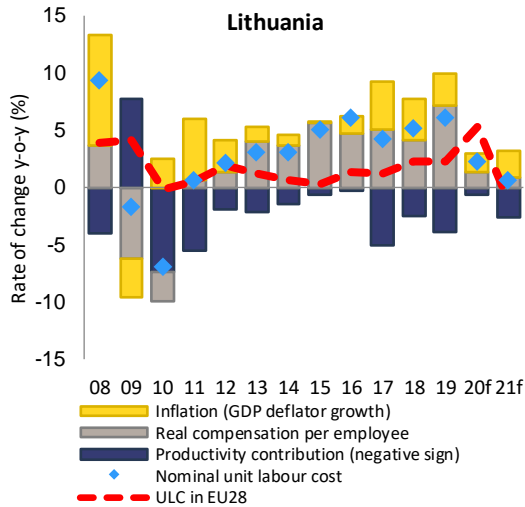 Lithuania
Rate of change y-o-y (%)
15
10
5
0
-5
-10
-15
08 09 10 11 12 13 14 15 16 17 18 19 20f 21f
Inflation (GDP deflator growth)
Real compensation per employee
Productivity contribution (negative sign)
Nominal unit labour cost
ULC in EU28